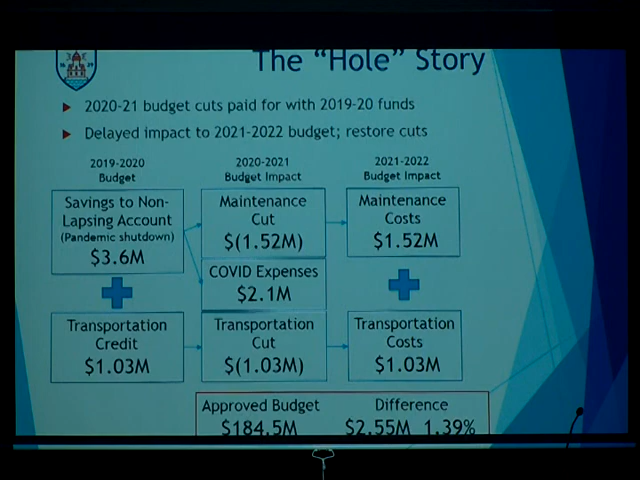 The "Hole" Story
2020-21 budget cuts paid for with 2019-20 funds
Delayed impact to 2021-2022 budget; restore cuts
2019-2020
Budget
2020-2021
Budget Impact
2021-2022
Budget Impact
Savings to Non-
Lapsing Account
(Pandemic shutdown)
$3.6M
Maintenance
Cut
$(1.52M)
Maintenance
Costs
$1.52M
COVID Expenses
$2.1M
Transportation
Credit
$1.03M
Transportation
Cut
$(1.03M)
Transportation
Costs
$1.03M
Approved Budget
$184.5M
Difference
$2.55M 1.39%